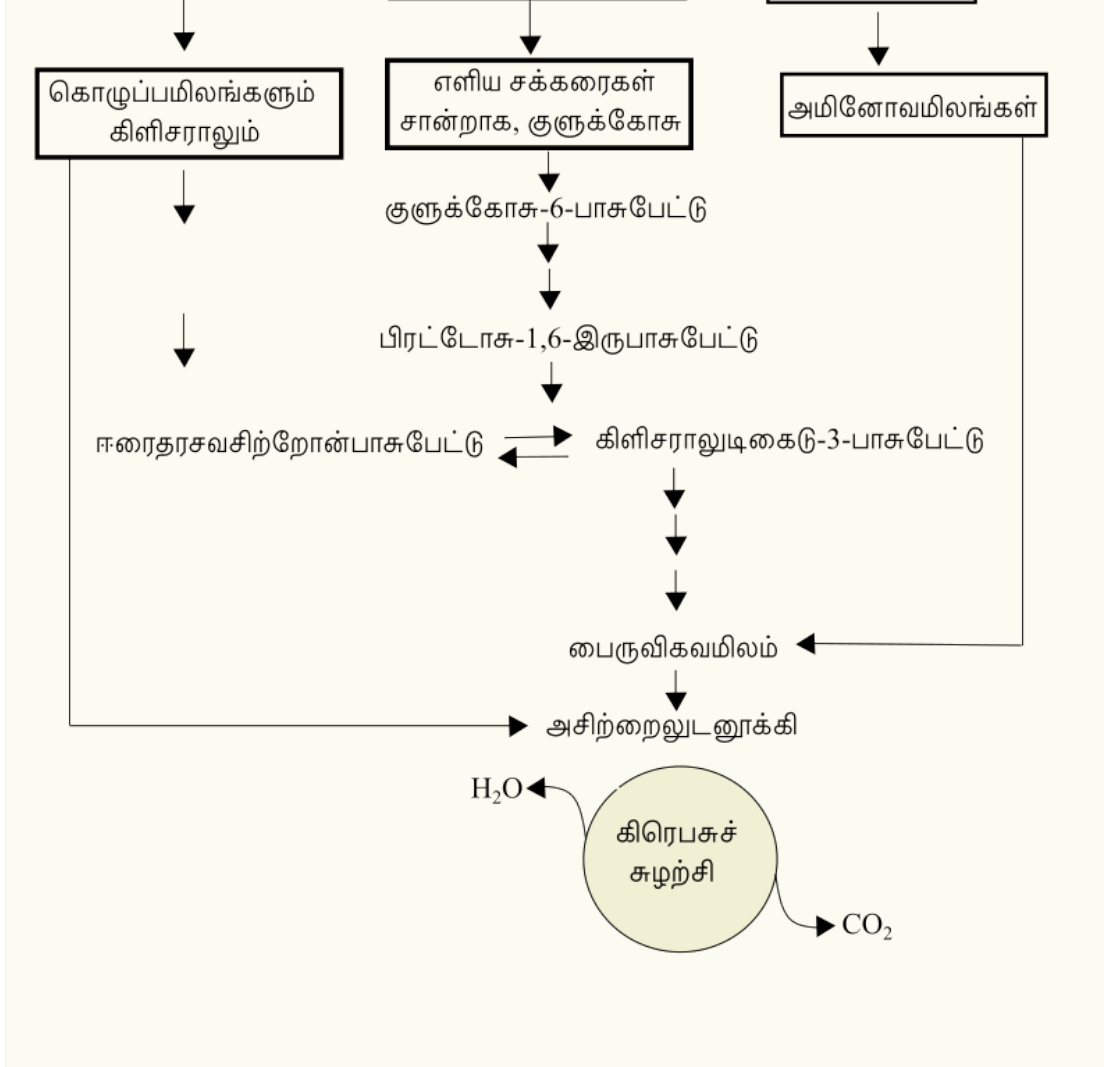 கொழுப்பமிலங்களும்
கிளிசராலும்
எளிய சக்கரைகள்
சான்றாக, குளுக்கோசு
அமினோவமிலங்கள்
குளுக்கோசு-6-பாசுபேட்டு
பிரட்டோசு-1,6-இருபாசுபேட்டு
ஈரைதரசவசிற்றோன்பாசுபேட்டு
கிளிசராலுடிகைடு-3-பாசுபேட்டு
பைருவிகவமிலம்
அசிற்றைலுடனூக்கி
H₂O
கிரெபசுச்
சுழற்சி
CO₂